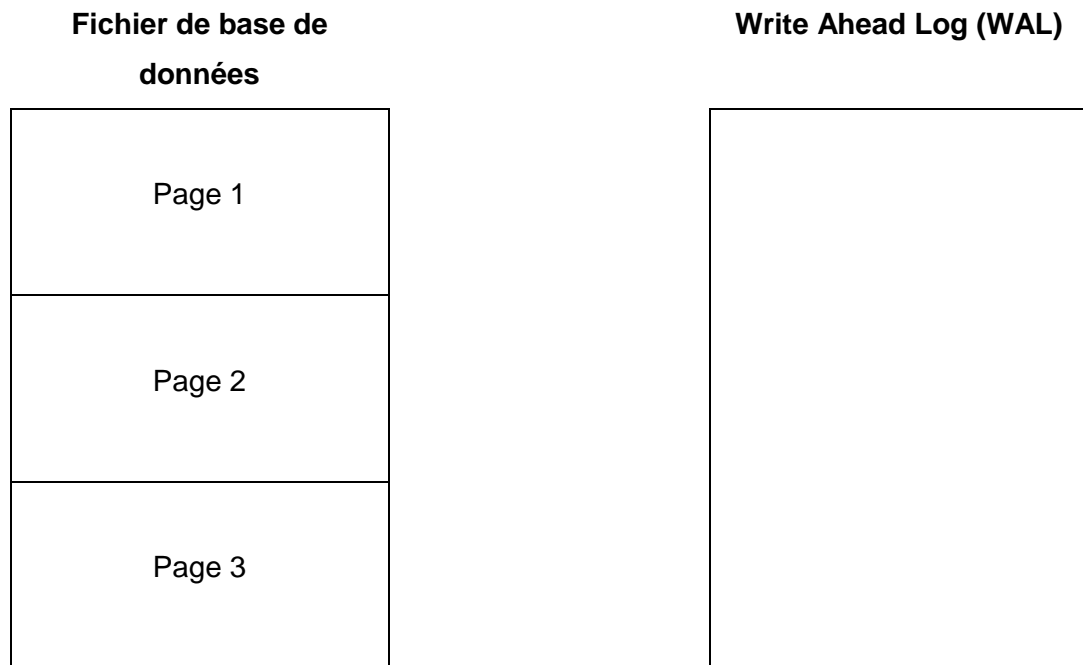 Fichier de base de
données
Write Ahead Log (WAL)
Page 1
Page 2
Page 3